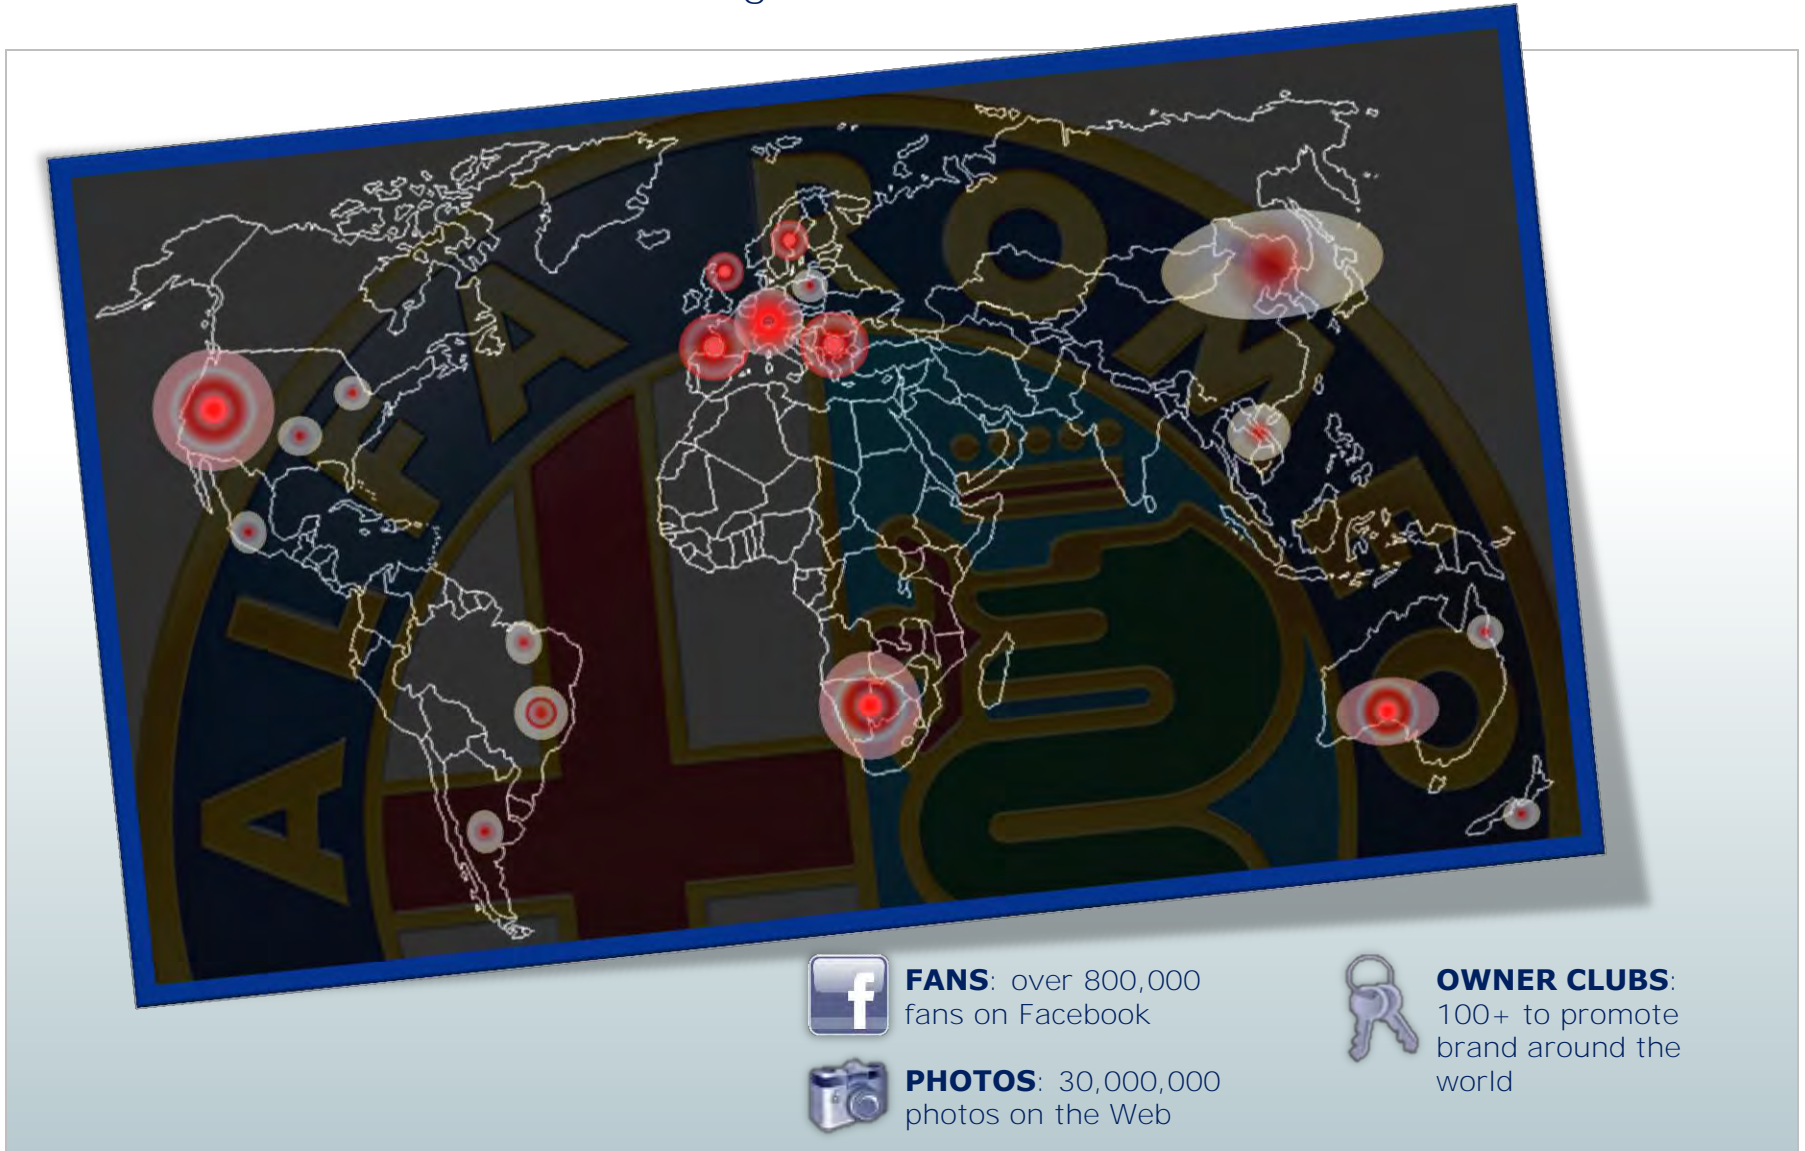 g
ALFA ROMEO
FANS: over 800,000
fans on Facebook
PHOTOS: 30,000,000
photos on the Web
OWNER CLUBS:
100+ to promote
brand around the
world